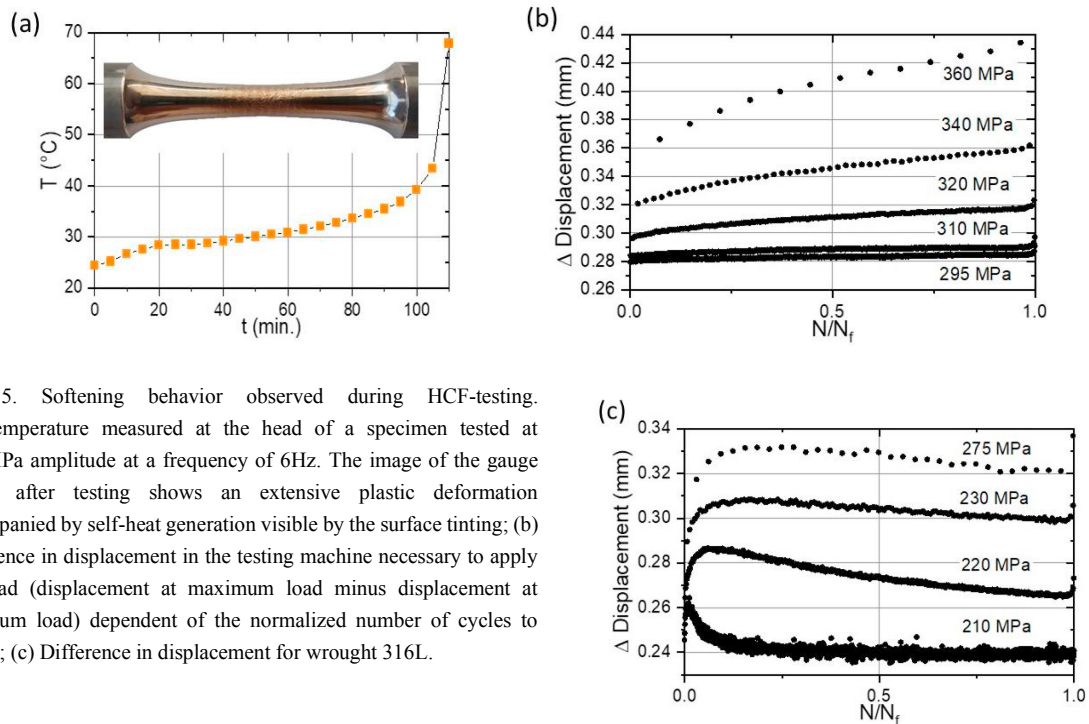 (a)
70
60
50
40
30
20
T (°C)
0 20 40 60 80 100
t (min.)
(b)
0.44
0.42
0.40
0.38
0.36
0.34
0.32
0.30
0.28
0.26
Δ Displacement (mm)
360 MPa
340 MPa
320 MPa
310 MPa
295 MPa
0.0 0.5 1.0
N/Nf
5. Softening behavior observed during HCF-testing.
emperature measured at the head of a specimen tested at
Pa amplitude at a frequency of 6Hz. The image of the gauge
after testing shows an extensive plastic deformation
panied by self-heat generation visible by the surface tinting; (b)
ence in displacement in the testing machine necessary to apply
ad (displacement at maximum load minus displacement at
um load) dependent of the normalized number of cycles to
; (c) Difference in displacement for wrought 316L.
(c)
0.34
0.32
0.30
0.28
0.26
0.24
Δ Displacement (mm)
275 MPa
230 MPa
220 MPa
210 MPa
0.0 0.5 1.0
N/Nf